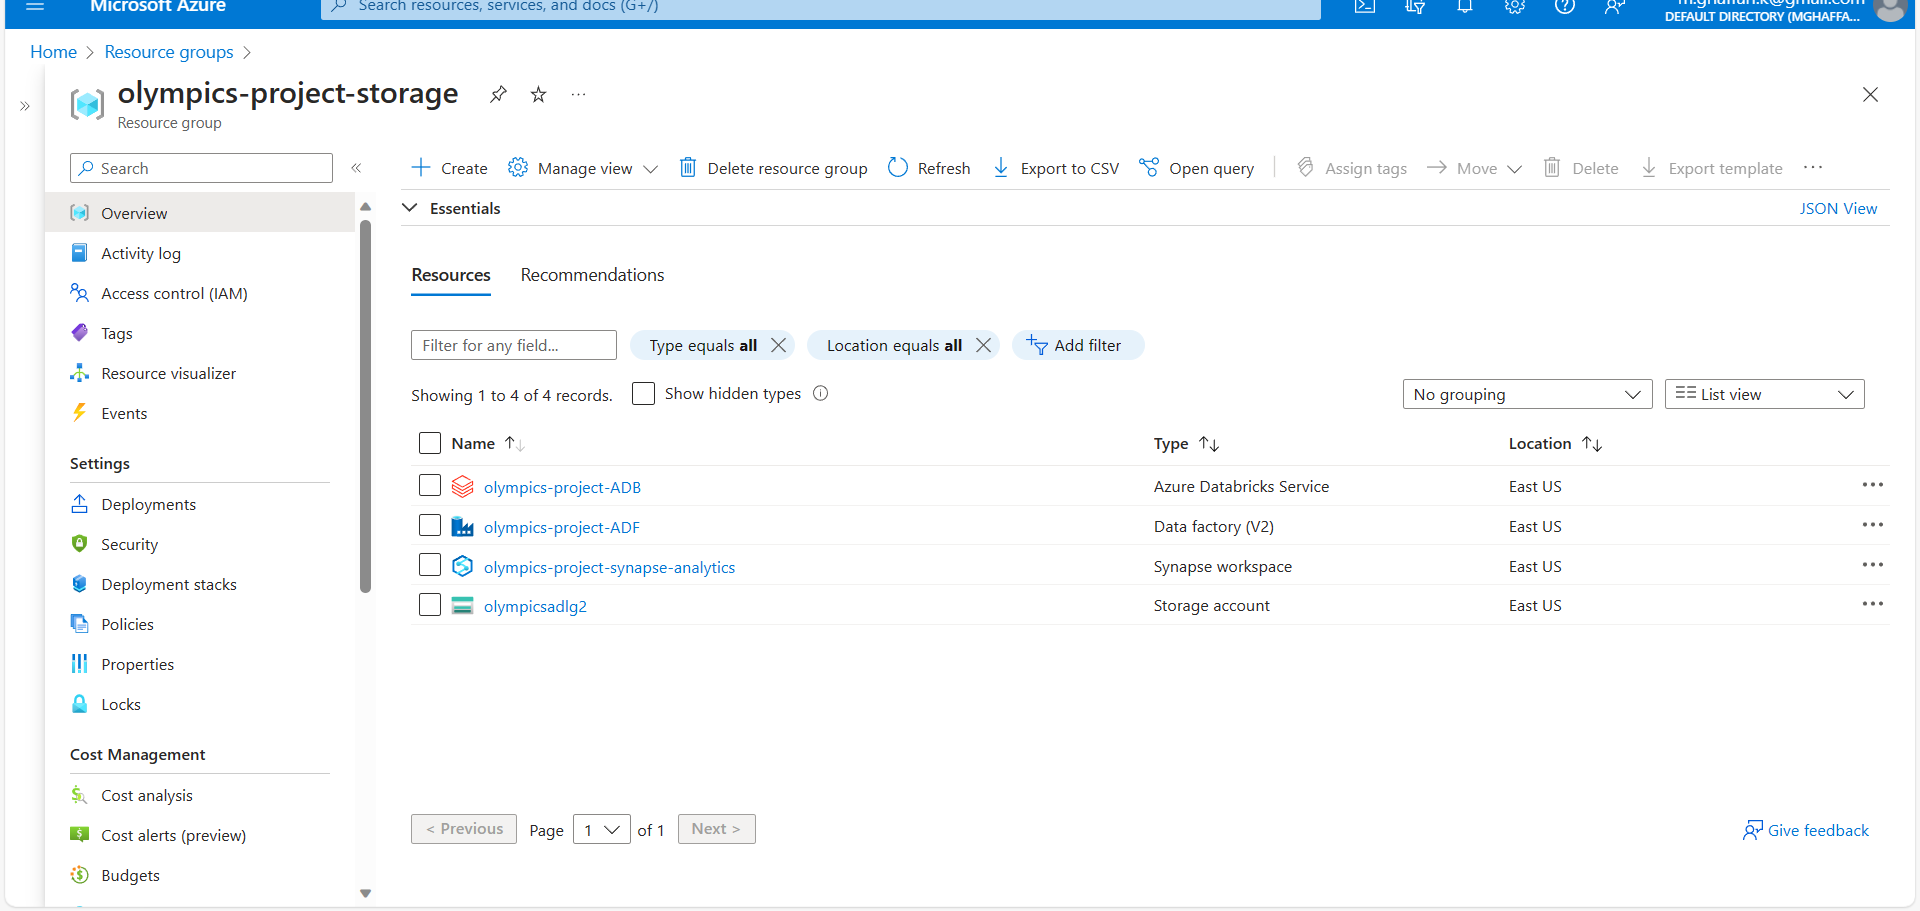 Microsoft Azure
Search resources, services, and docs (G+/)
m.ghaffuri.k@gmail.com
DEFAULT DIRECTORY (MGHAFFA...
Home
Resource groups
olympics-project-storage
Resource group
Search
Create
Manage view
Delete resource group
Refresh
Export to CSV
Open query
Assign tags
Move
Delete
Export template
Overview
Activity log
Access control (IAM)
Tags
Resource visualizer
Events
Settings
Deployments
Security
Deployment stacks
Policies
Properties
Locks
Cost Management
Cost analysis
Cost alerts (preview)
Budgets
Essentials
JSON View
Resources
Recommendations
Filter for any field...
Type equals all
Location equals all
Add filter
Showing 1 to 4 of 4 records.
Show hidden types
No grouping
List view
Name Type Location
olympics-project-ADB Azure Databricks Service East US
olympics-project-ADF Data factory (V2) East US
olympics-project-synapse-analytics Synapse workspace East US
olympicsadlg2 Storage account East US
< Previous Page 1 of 1 Next >
Give feedback